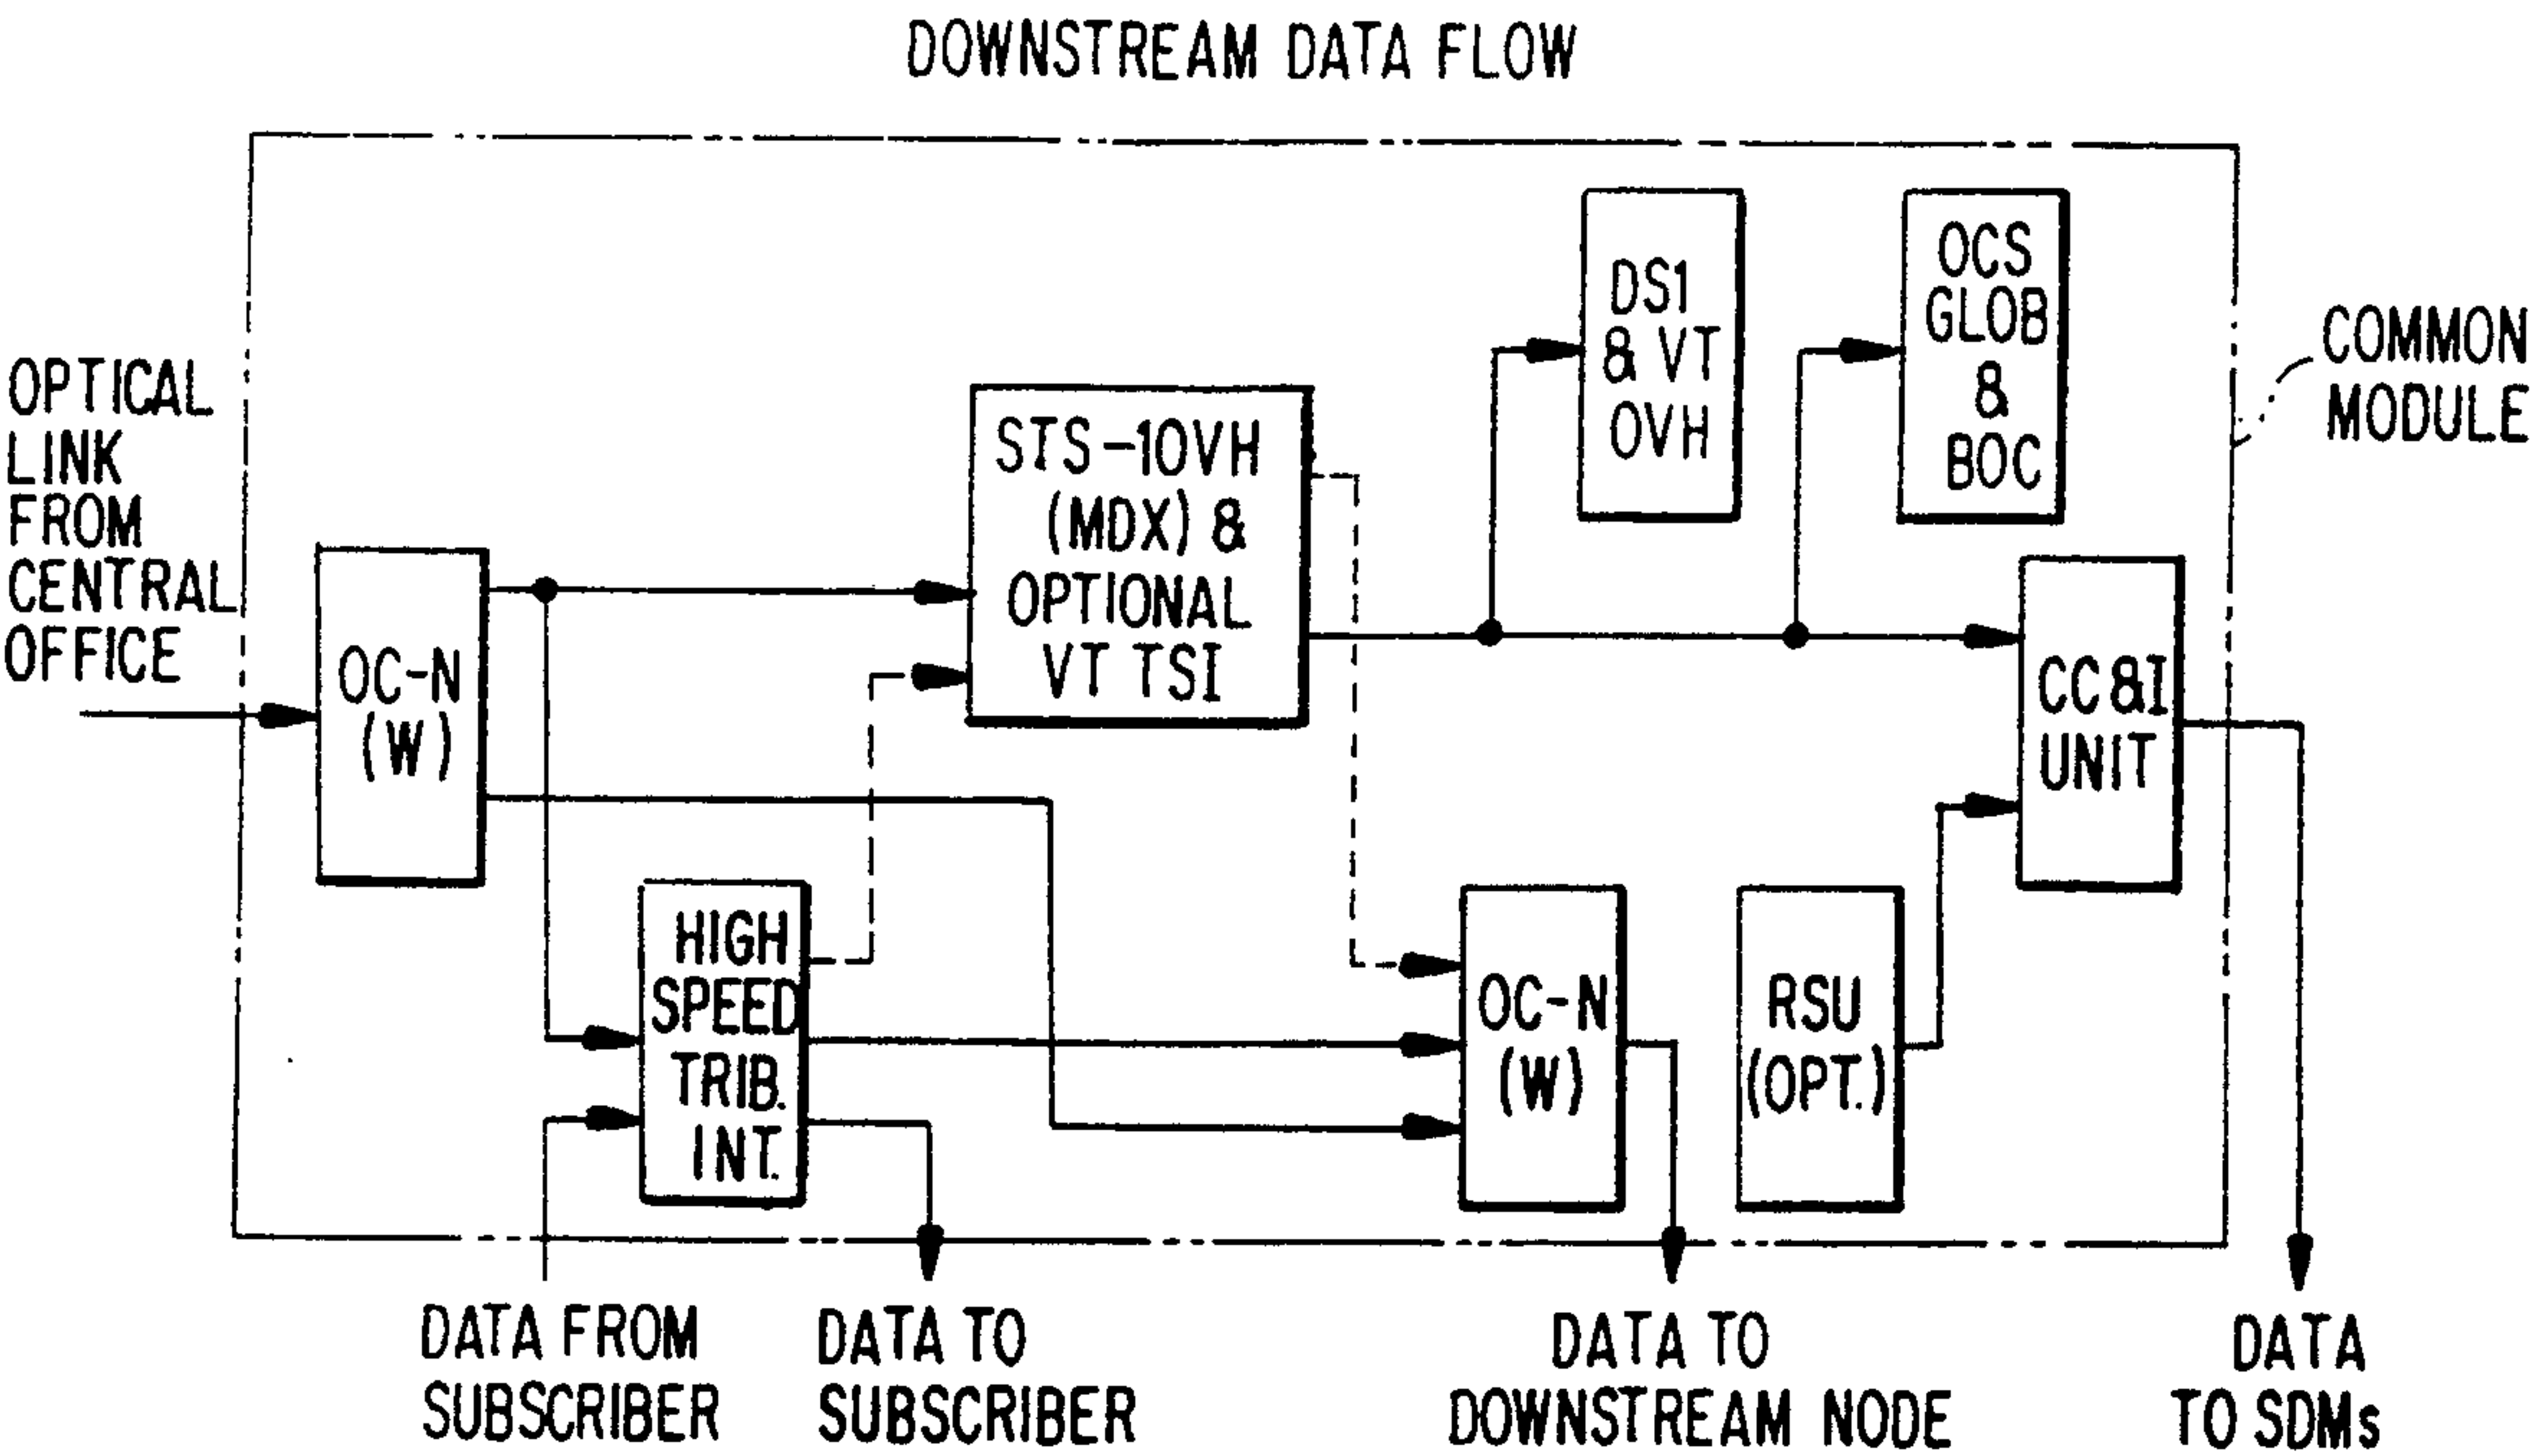 DOWNSTREAM DATA FLOW
OPTICAL
LINK
FROM
CENTRAL
OFFICE
OC-N
(W)
HIGH
SPEED
TRIB.
INT.
STS-10VH
(MDX) &
OPTIONAL
VT TSI
DS1
& VT
OVH
OCS
GLOB
&
BOC
COMMON
MODULE
CC&I
UNIT
OC-N
(W)
RSU
(OPT.)
DATA FROM
SUBSCRIBER
DATA TO
SUBSCRIBER
DATA TO
DOWNSTREAM NODE
DATA
TO SDMs